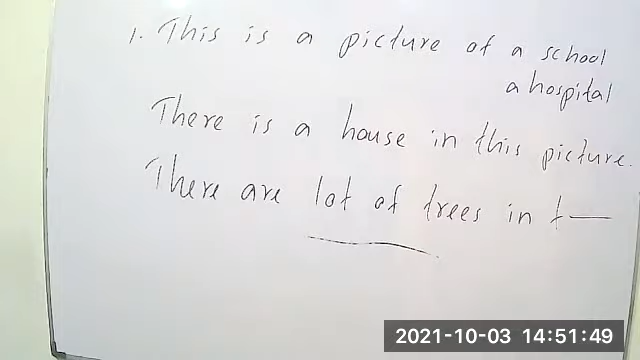 1. This is a picture of a school
a hospital
There is a house in this picture.
There are lot of trees in t—
2021-10-03 14:51:49